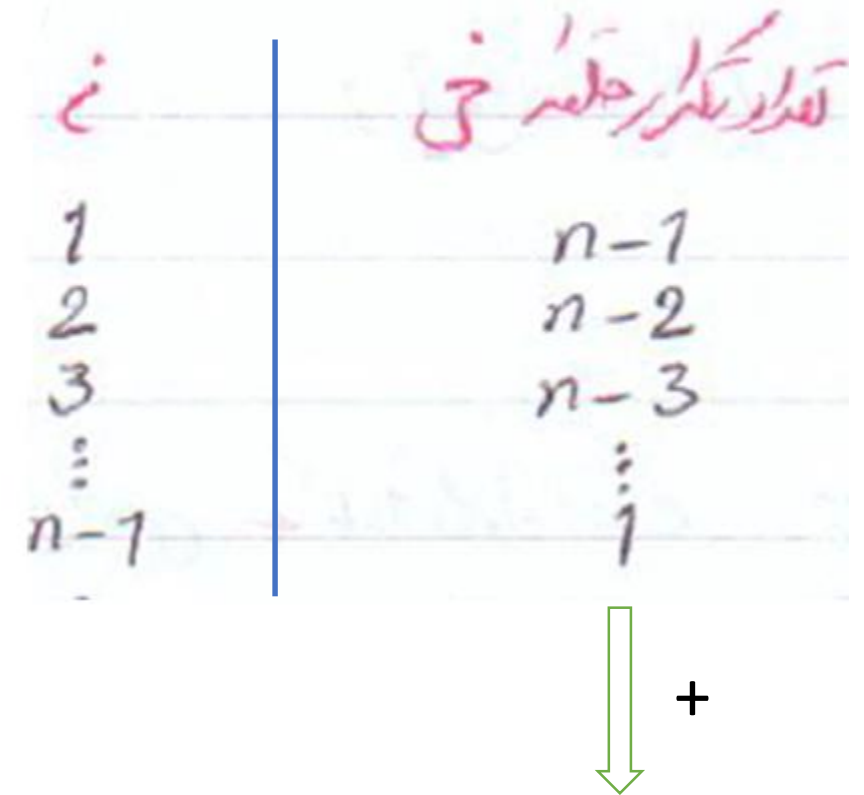 i تعداد تکرار حلقه j
1 n-1
2 n-2
3 n-3
⋮ ⋮
n-1 1
+